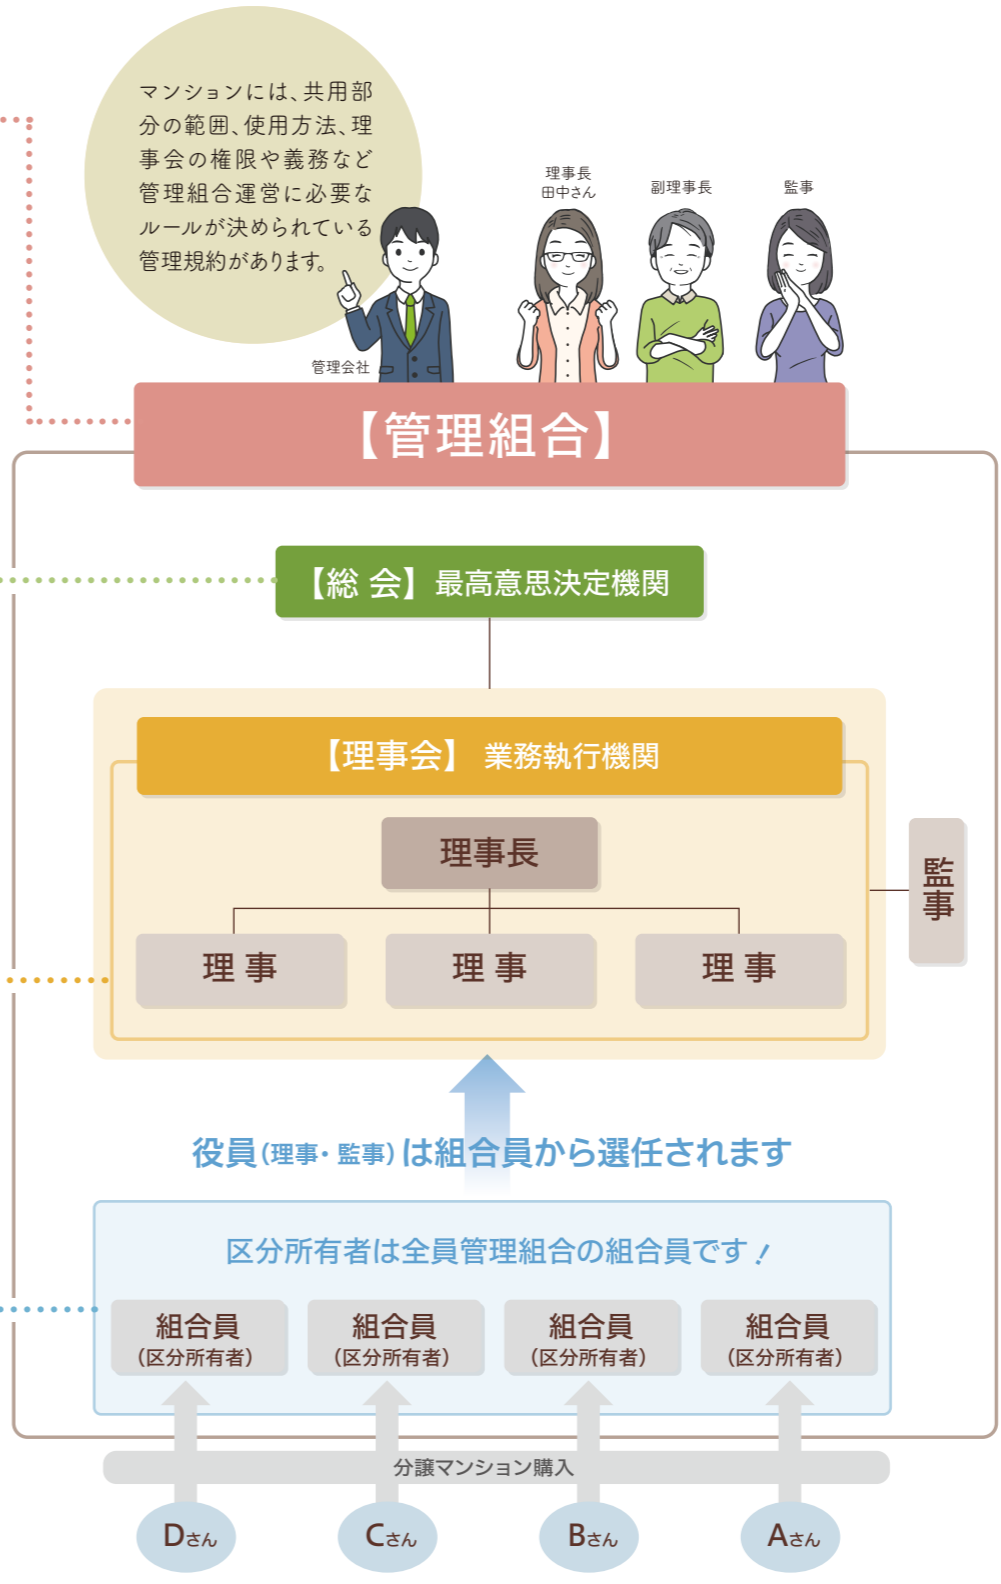 マンションには、共用部
分の範囲、使用方法、理
事会の権限や義務など
管理組合運営に必要な
ルールが決められている
管理規約があります。
管理会社
理事長
田中さん
副理事長
監事
【管理組合】
【総 会】 最高意思決定機関
【理事会】 業務執行機関
理事長
理 事
理 事
理 事
監事
役員(理事・監事)は組合員から選任されます
区分所有者は全員管理組合の組合員です!
組合員
(区分所有者)
組合員
(区分所有者)
組合員
(区分所有者)
組合員
(区分所有者)
分譲マンション購入
Dさん
Cさん
Bさん
Aさん